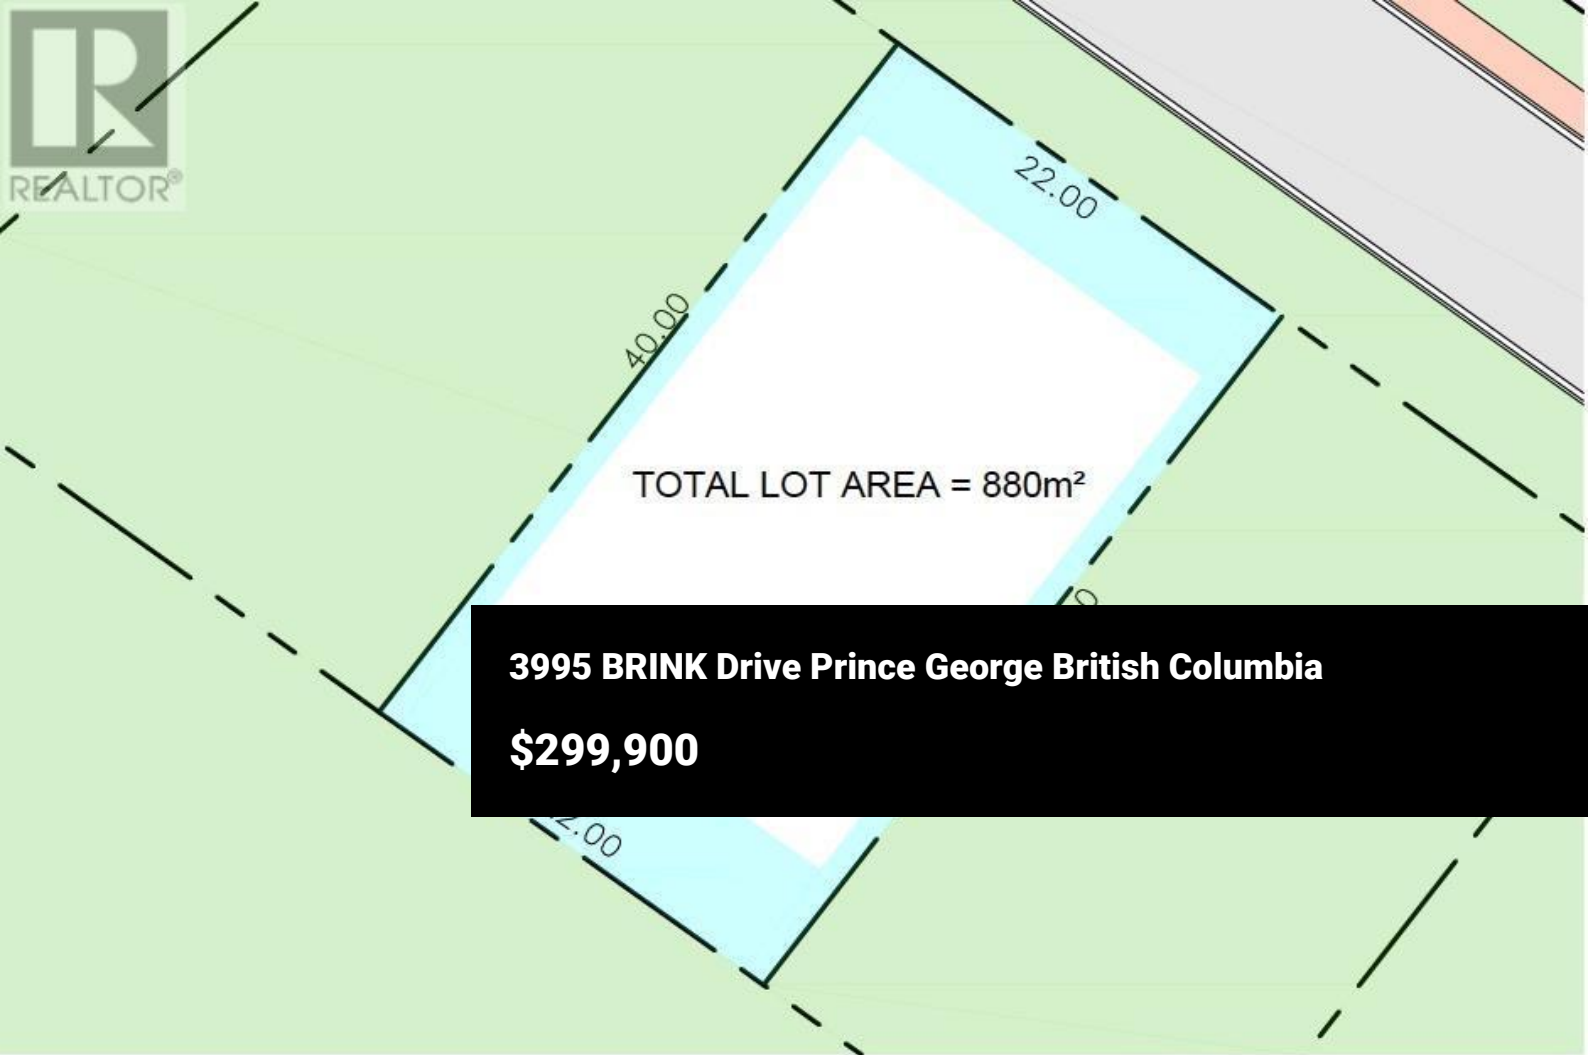 REALTOR®
22.00
40.00
TOTAL LOT AREA = 880m²
3995 BRINK Drive Prince George British Columbia
$299,900